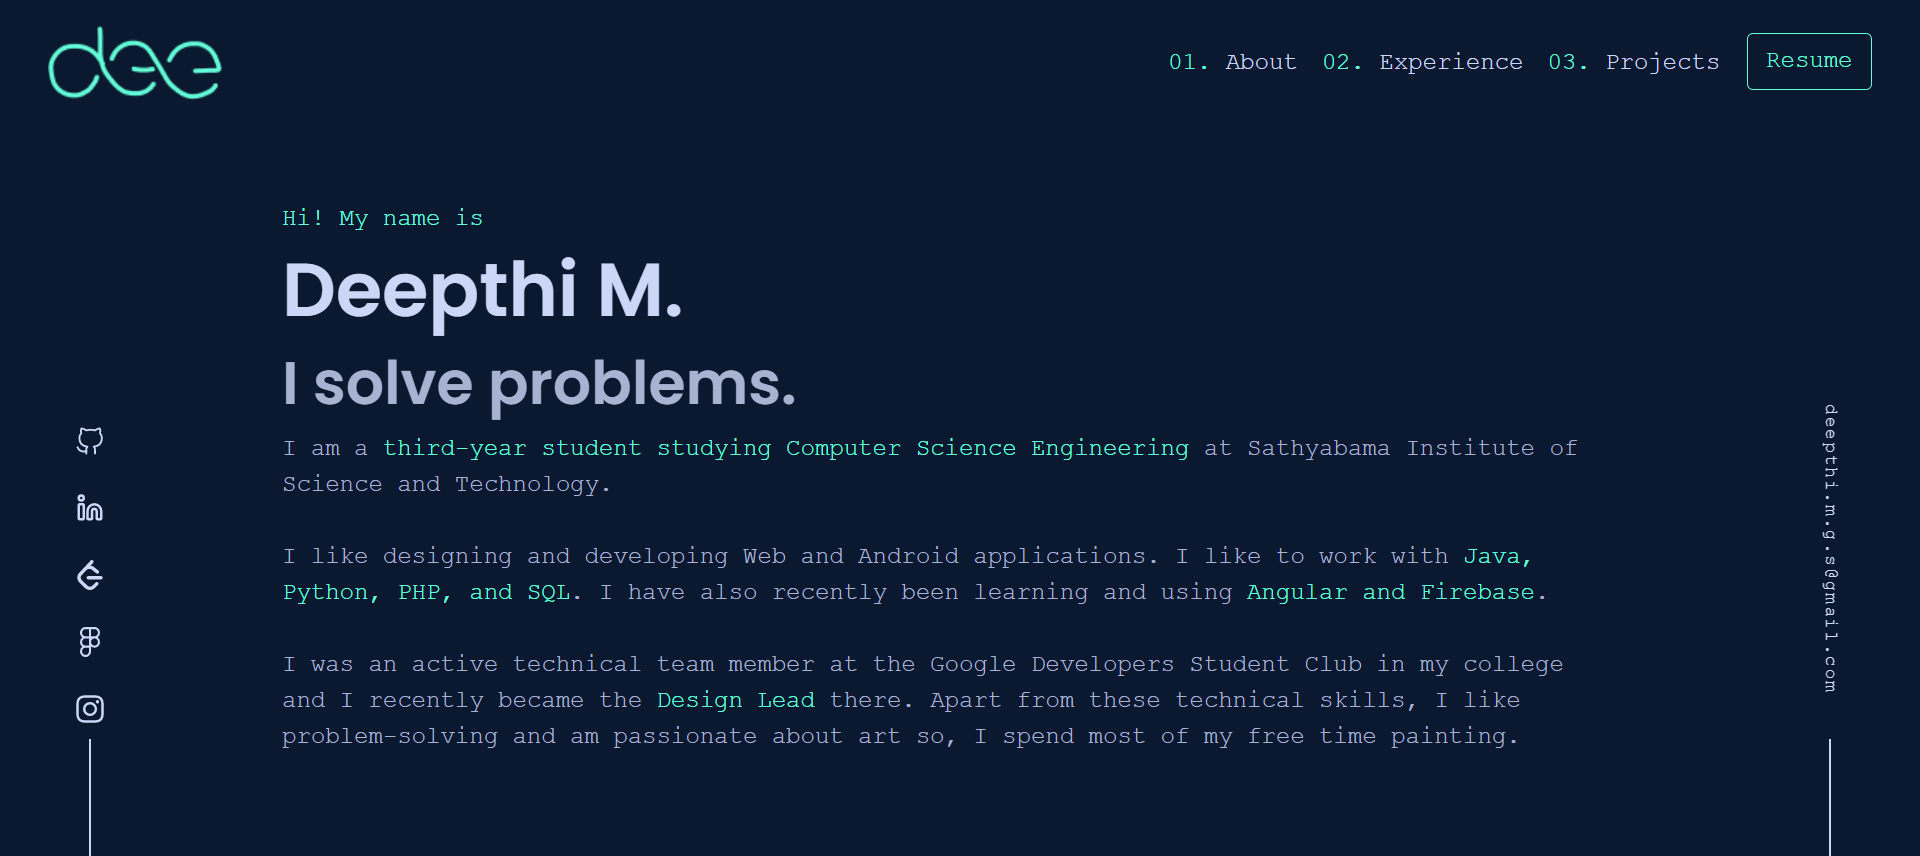 dee
01. About 02. Experience 03. Projects Resume
Hi! My name is
Deepthi M.
I solve problems.
I am a third-year student studying Computer Science Engineering at Sathyabama Institute of
Science and Technology.
I like designing and developing Web and Android applications. I like to work with Java,
Python, PHP, and SQL. I have also recently been learning and using Angular and Firebase.
I was an active technical team member at the Google Developers Student Club in my college
and I recently became the Design Lead there. Apart from these technical skills, I like
problem-solving and am passionate about art so, I spend most of my free time painting.
in
deepthi.m.g.s@gmail.com